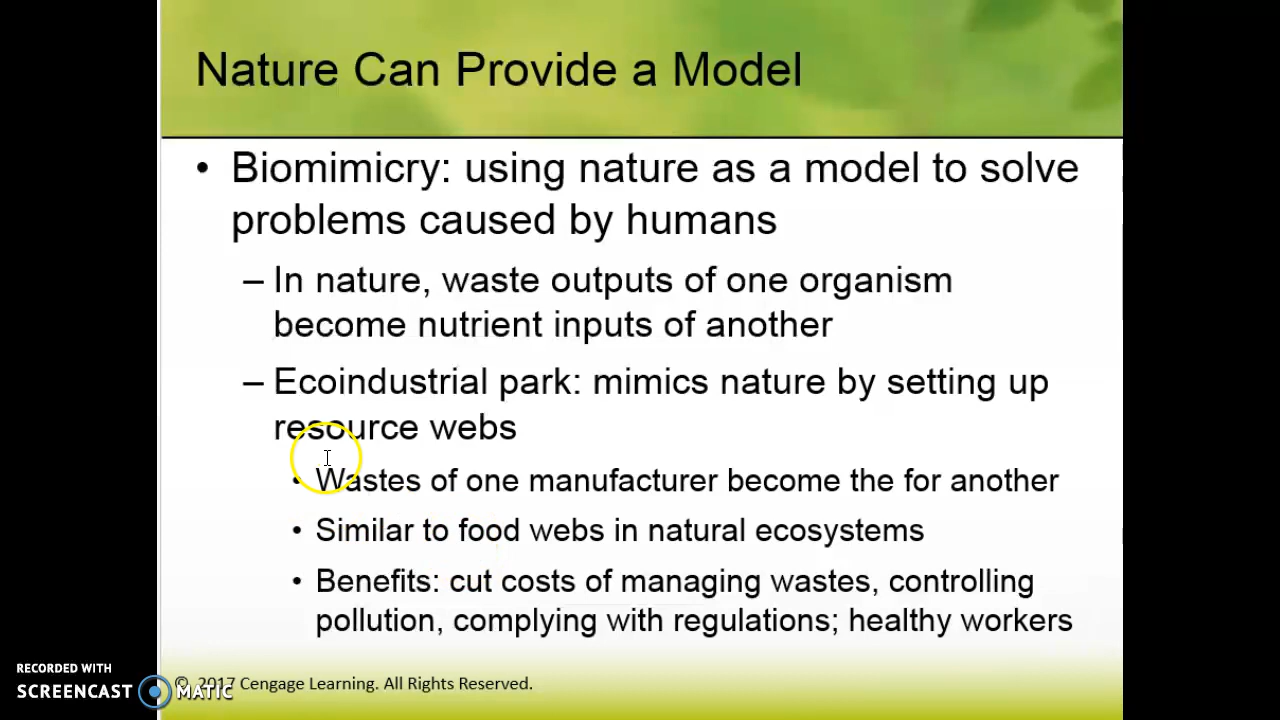 Nature Can Provide a Model
• Biomimicry: using nature as a model to solve
problems caused by humans
– In nature, waste outputs of one organism
become nutrient inputs of another
– Ecoindustrial park: mimics nature by setting up
resource webs
• Wastes of one manufacturer become the for another
• Similar to food webs in natural ecosystems
• Benefits: cut costs of managing wastes, controlling
pollution, complying with regulations; healthy workers
RECORDED WITH
SCREENCAST MATIC
© 2017 Cengage Learning. All Rights Reserved.